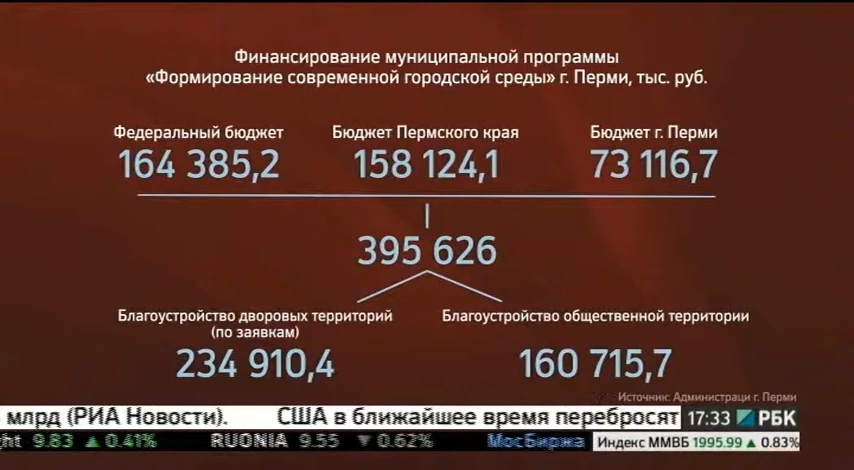 Финансирование муниципальной программы
«Формирование современной городской среды» г. Перми, тыс. руб.
Федеральный бюджет
164 385,2
Бюджет Пермского края
158 124,1
Бюджет г. Перми
73 116,7
395 626
Благоустройство дворовых территорий
(по заявкам)
234 910,4
Благоустройство общественной территории
160 715,7
Источник: Администраци г. Перми
млрд (РИА Новости). США в ближайшее время перебросят 17:33 РБК
ght 9.83 ▲ 0.41% RUONIA 9.55 ▼ 0.62% МосБиржа Индекс ММВБ 1995.99 ▲ 0.83%